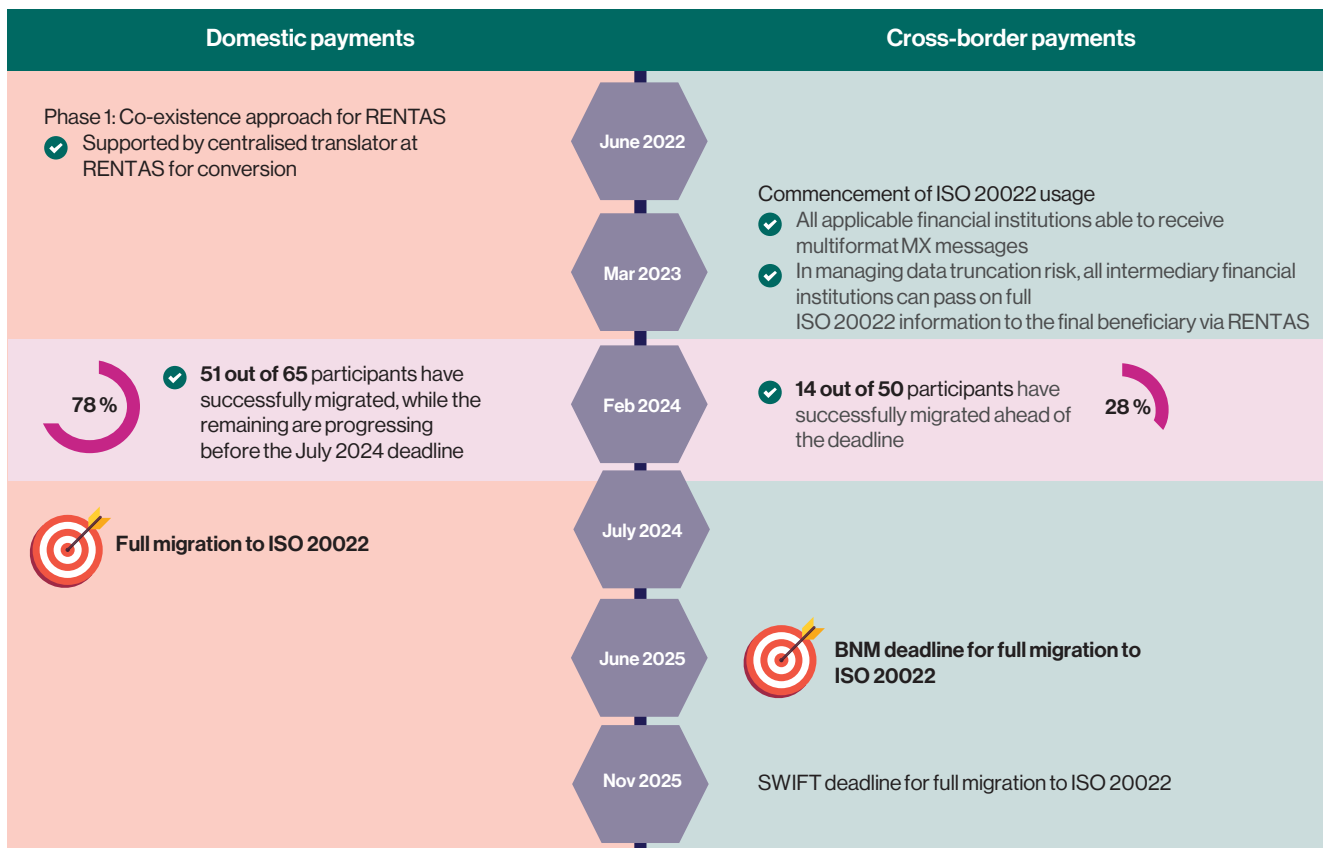 Domestic payments
Cross-border payments
Phase 1: Co-existence approach for RENTAS
Supported by centralised translator at
RENTAS for conversion
June 2022
Mar 2023
Commencement of ISO 20022 usage
All applicable financial institutions able to receive
multiformat MX messages
In managing data truncation risk, all intermediary financial
institutions can pass on full
ISO 20022 information to the final beneficiary via RENTAS
78 %
51 out of 65 participants have
successfully migrated, while the
remaining are progressing
before the July 2024 deadline
Feb 2024
14 out of 50 participants have
successfully migrated ahead of
the deadline
28 %
Full migration to ISO 20022
July 2024
June 2025
BNM deadline for full migration to
ISO 20022
Nov 2025
SWIFT deadline for full migration to ISO 20022